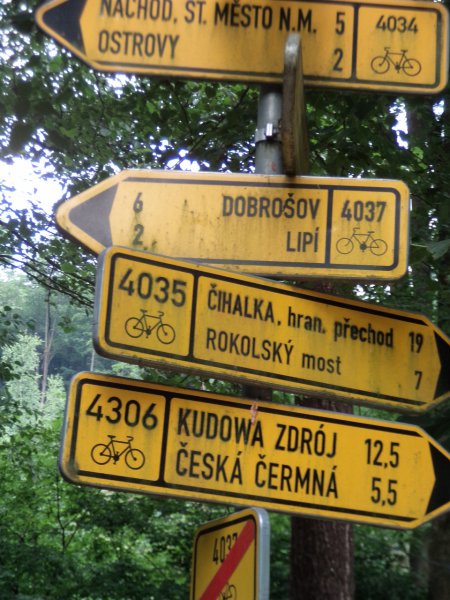 NÁCHOD, ST. MĚSTO N.M. 5
OSTROVY 2
4034
6 DOBROŠOV
2 LIPÍ
4037
4035
ČIHALKA, hran. přechod 19
ROKOLSKÝ most 7
4306
KUDOWA ZDRÓJ 12,5
ČESKÁ ČERMNÁ 5,5
4037